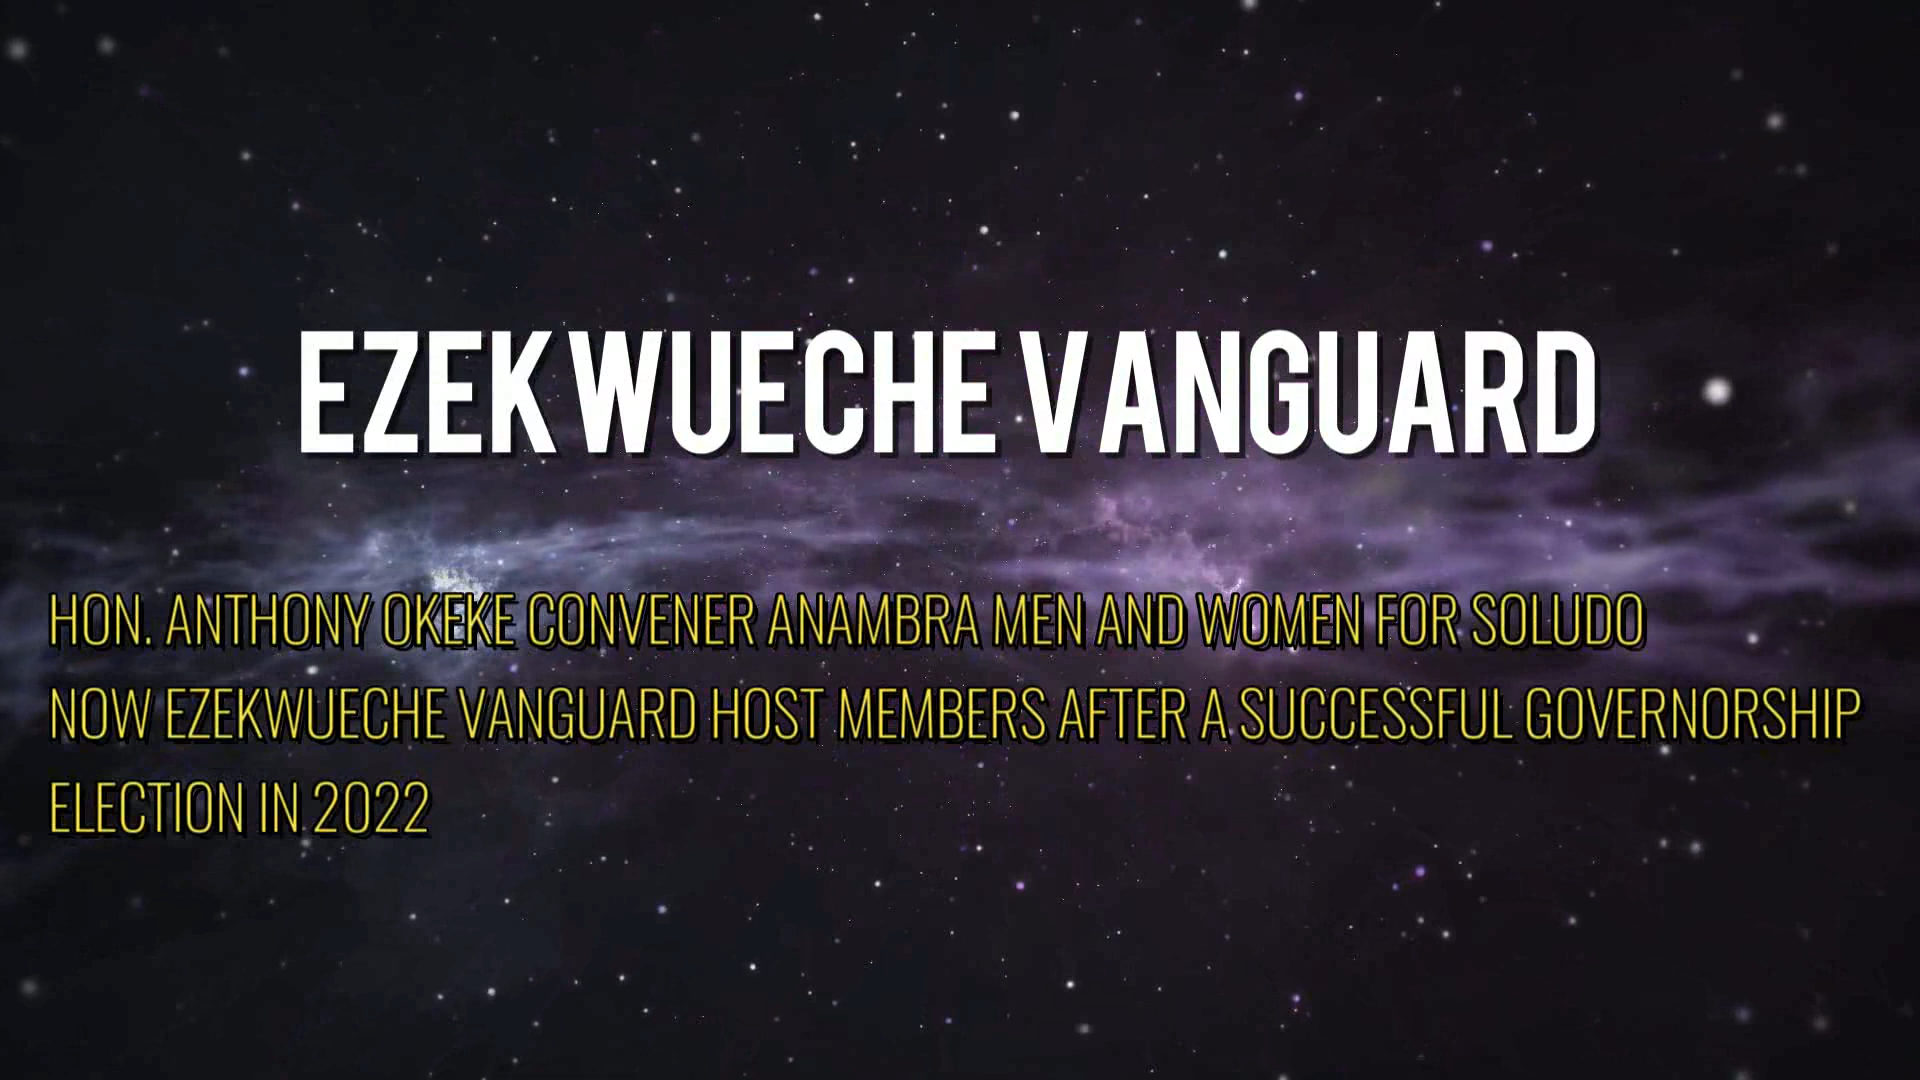 EZEKWUECHE VANGUARD
HON. ANTHONY OKEKE CONVENER ANAMBRA MEN AND WOMEN FOR SOLUDO
NOW EZEKWUECHE VANGUARD HOST MEMBERS AFTER A SUCCESSFUL GOVERNORSHIP
ELECTION IN 2022